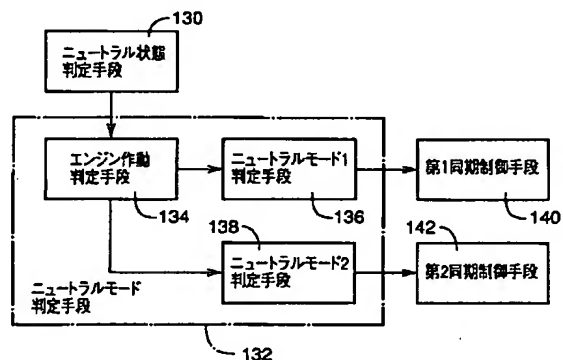 130
ニュートラル状態
判定手段
エンジン作動
判定手段
134
ニュートラルモード1
判定手段
136
第1同期制御手段
140
138
ニュートラルモード2
判定手段
142
第2同期制御手段
ニュートラルモード
判定手段
132